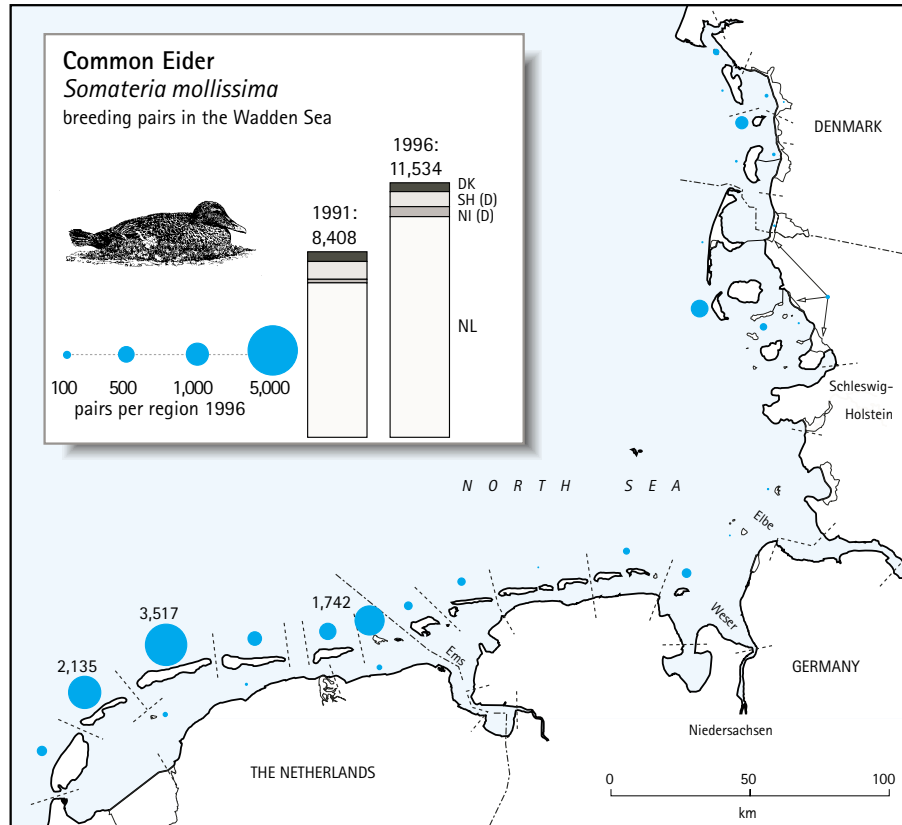 Common Eider
Somateria mollissima
breeding pairs in the Wadden Sea
1996:
11,534
1991:
8,408
DK
SH (D)
NI (D)
NL
100 500 1,000 5,000
pairs per region 1996
DENMARK
Schleswig-
Holstein
NORTH SEA
Elbe
Weser
Ems
3,517
1,742
2,135
GERMANY
Niedersachsen
THE NETHERLANDS
0 50 100
km